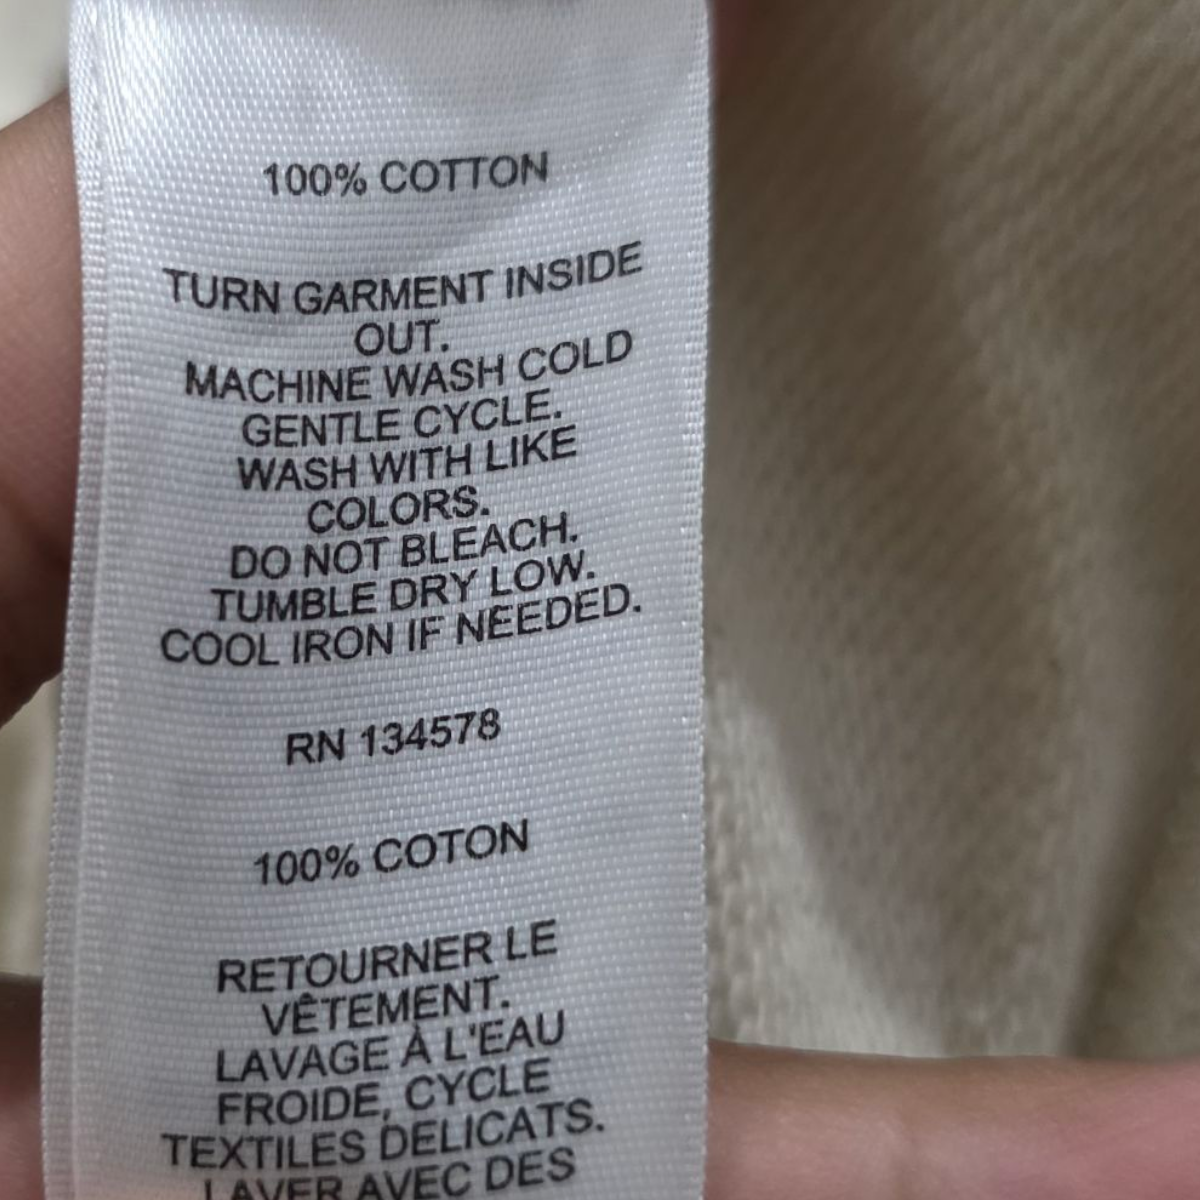 100% COTTON
TURN GARMENT INSIDE
OUT.
MACHINE WASH COLD
GENTLE CYCLE.
WASH WITH LIKE
COLORS.
DO NOT BLEACH.
TUMBLE DRY LOW.
COOL IRON IF NEEDED.
RN 134578
100% COTON
RETOURNER LE
VÊTEMENT.
LAVAGE À L'EAU
FROIDE, CYCLE
TEXTILES DELICATS.
LAVER AVEC DES